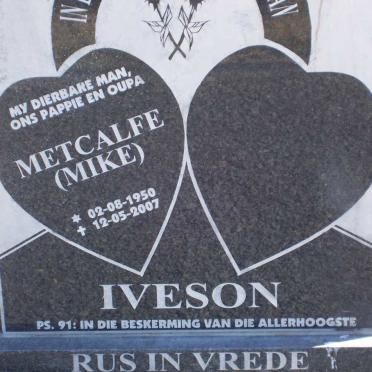 MY DIERBARE MAN,
ONS PAPPIE EN OUPA
METCALFE
(MIKE)
* 02-08-1950
✝ 12-05-2007
IVESON
PS. 91: IN DIE BESKERMING VAN DIE ALLERHOOGSTE
RUS IN VREDE